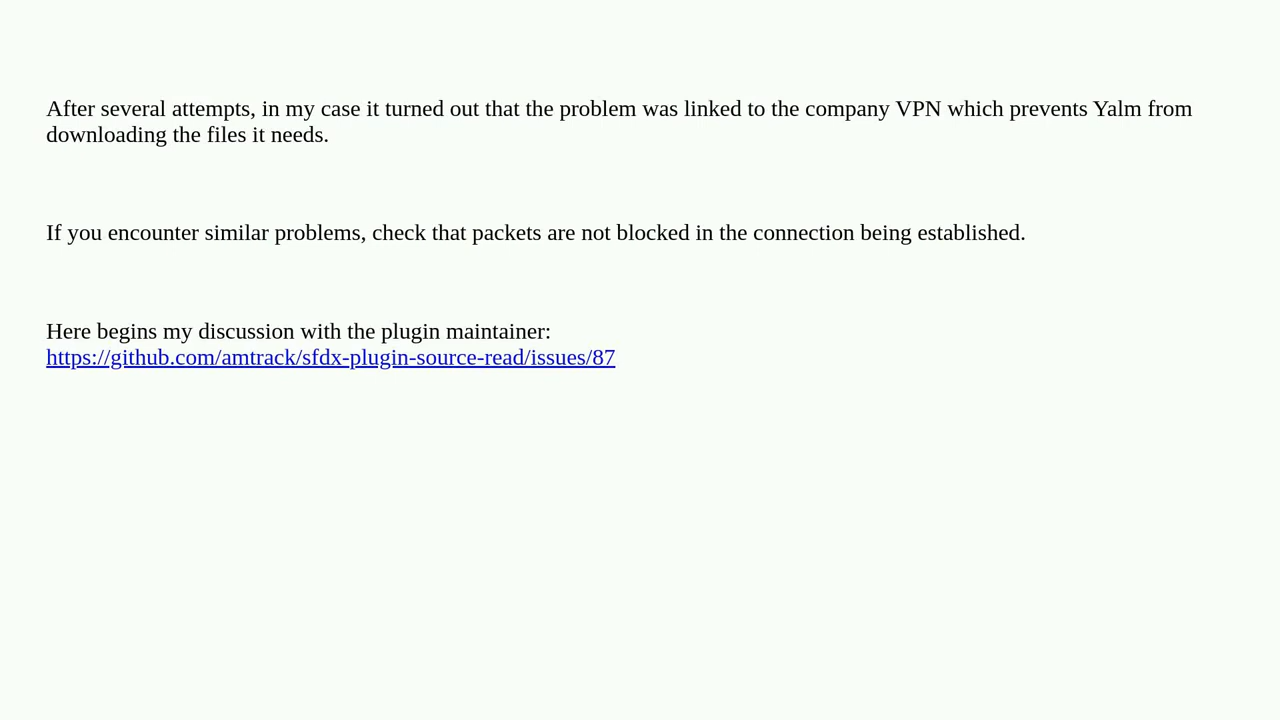 After several attempts, in my case it turned out that the problem was linked to the company VPN which prevents Yalm from
downloading the files it needs.
If you encounter similar problems, check that packets are not blocked in the connection being established.
Here begins my discussion with the plugin maintainer:
https://github.com/amtrack/sfdx-plugin-source-read/issues/87